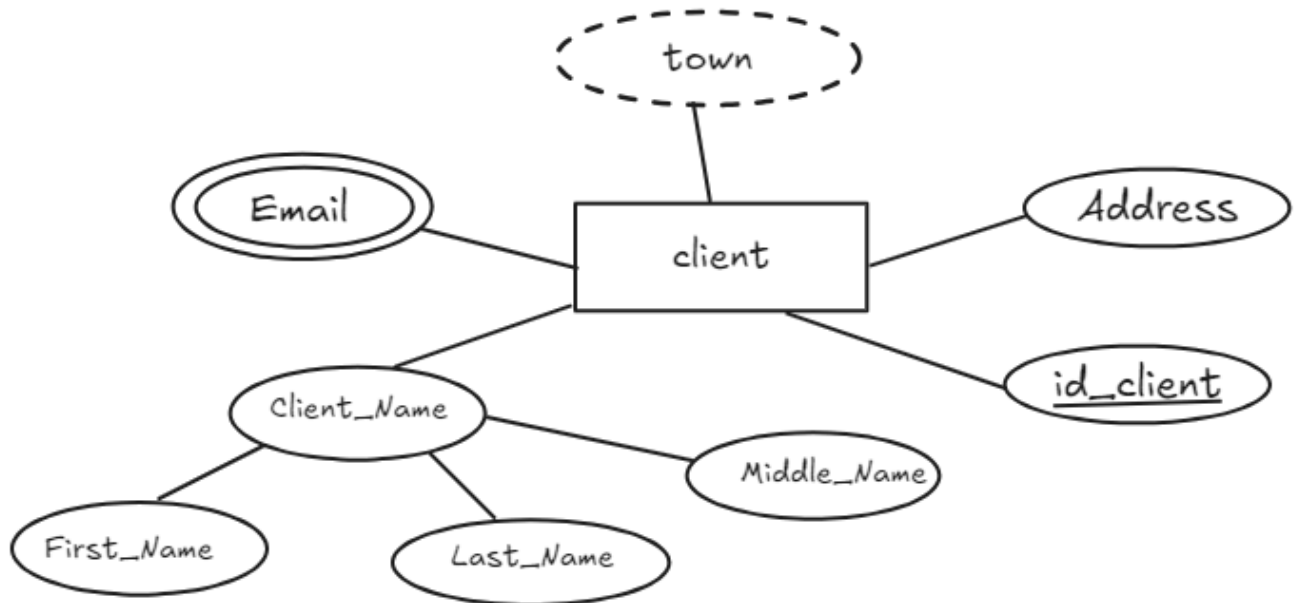 town
Email
client
Address
id_client
Client_Name
Middle_Name
First_Name
Last_Name